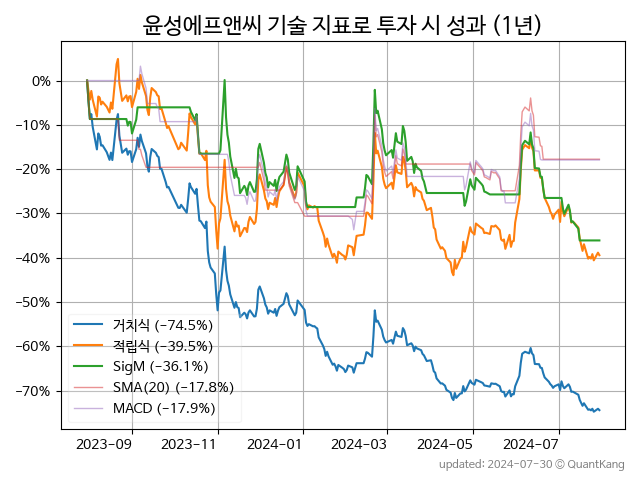 윤성에프앤씨 기술 지표로 투자 시 성과 (1년)
0%
−10%
−20%
−30%
−40%
−50%
−60%
−70%
거치식 (−74.5%)
적립식 (−39.5%)
SigM (−36.1%)
SMA(20) (−17.8%)
MACD (−17.9%)
2023−09 2023−11 2024−01 2024−03 2024−05 2024−07
updated: 2024-07-30 © QuantKang